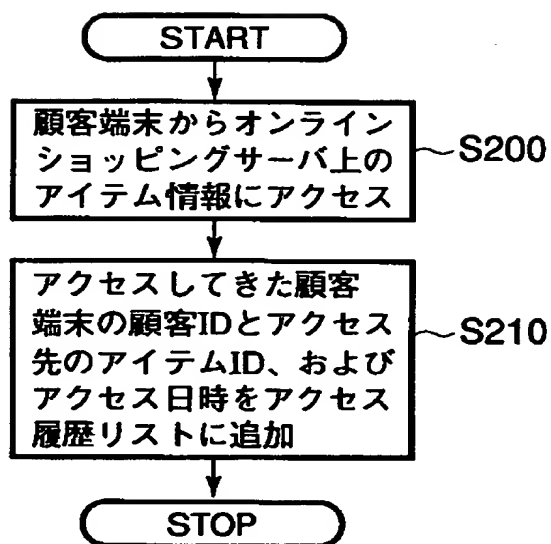 START
顧客端末からオンライン
ショッピングサーバ上の
アイテム情報にアクセス
S200
アクセスしてきた顧客
端末の顧客IDとアクセス
先のアイテムID、および
アクセス日時をアクセス
履歴リストに追加
S210
STOP